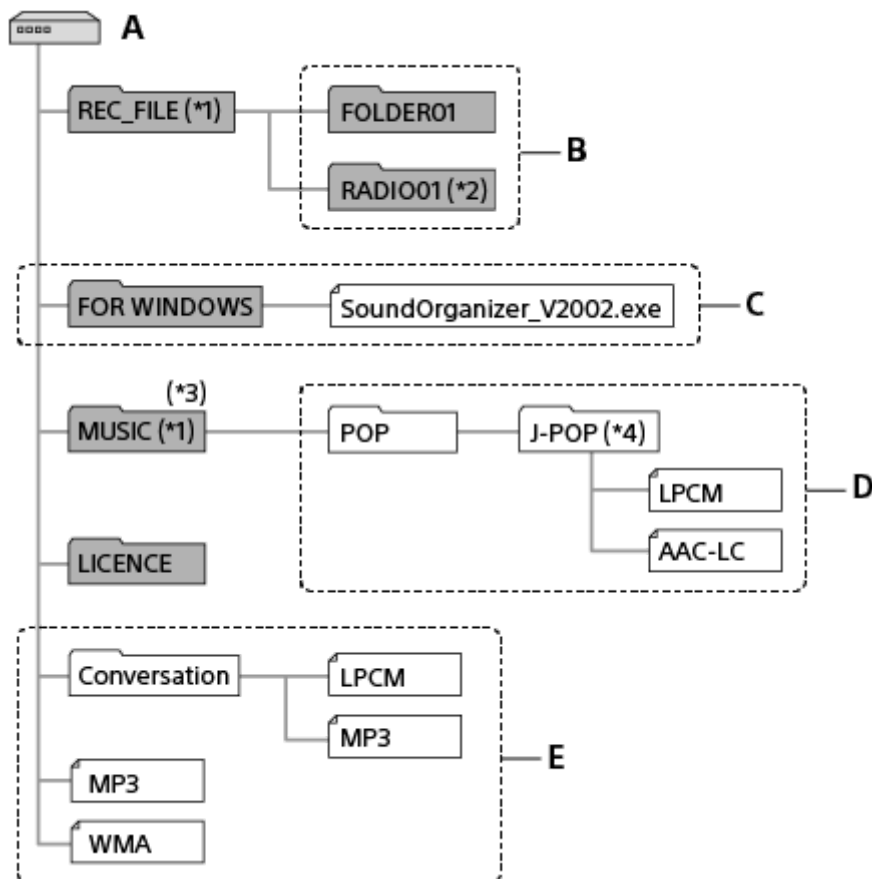 A
REC_FILE (*1)
FOLDER01
RADIO01 (*2)
B
FOR WINDOWS
SoundOrganizer_V2002.exe
C
(*3)
MUSIC (*1)
POP
J-POP (*4)
LPCM
AAC-LC
D
LICENCE
Conversation
LPCM
MP3
E
MP3
WMA